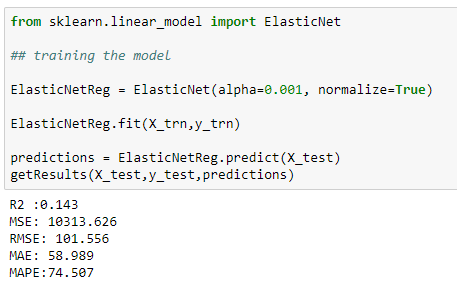 from sklearn.linear_model import ElasticNet
## training the model
ElasticNetReg = ElasticNet(alpha=0.001, normalize=True)
ElasticNetReg.fit(X_trn,y_trn)
predictions = ElasticNetReg.predict(X_test)
getResults(X_test,y_test,predictions)
R2 :0.143
MSE: 10313.626
RMSE: 101.556
MAE: 58.989
MAPE:74.507